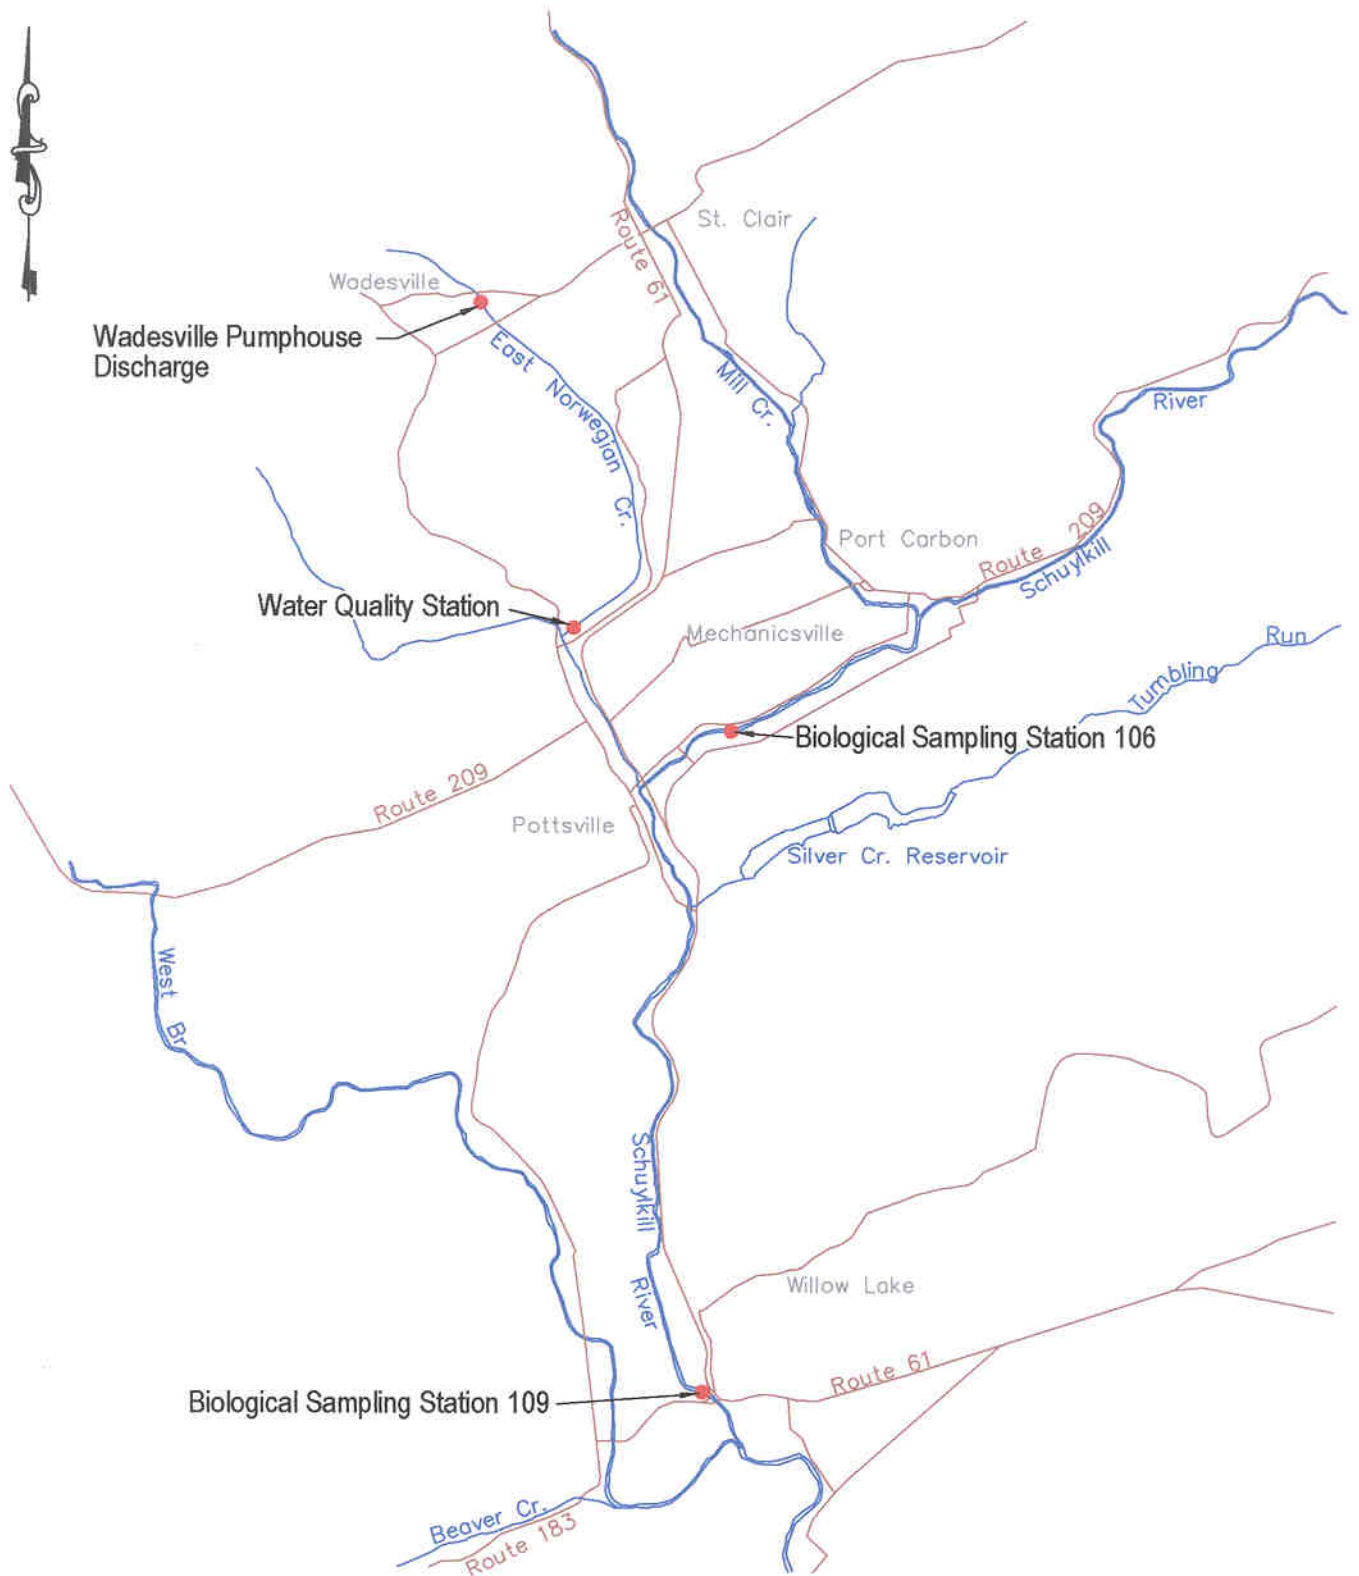 St. Clair
Route 61
Wadesville
Wadesville Pumphouse
Discharge
East Norwegian Cr.
Mill Cr.
River
Port Carbon
Route 209
Schuylkill
Water Quality Station
Mechanicsville
Run
Tumbling
Biological Sampling Station 106
Route 209
Pottsville
Silver Cr. Reservoir
West Br
Schuylkill
River
Willow Lake
Route 61
Biological Sampling Station 109
Beaver Cr.
Route 183